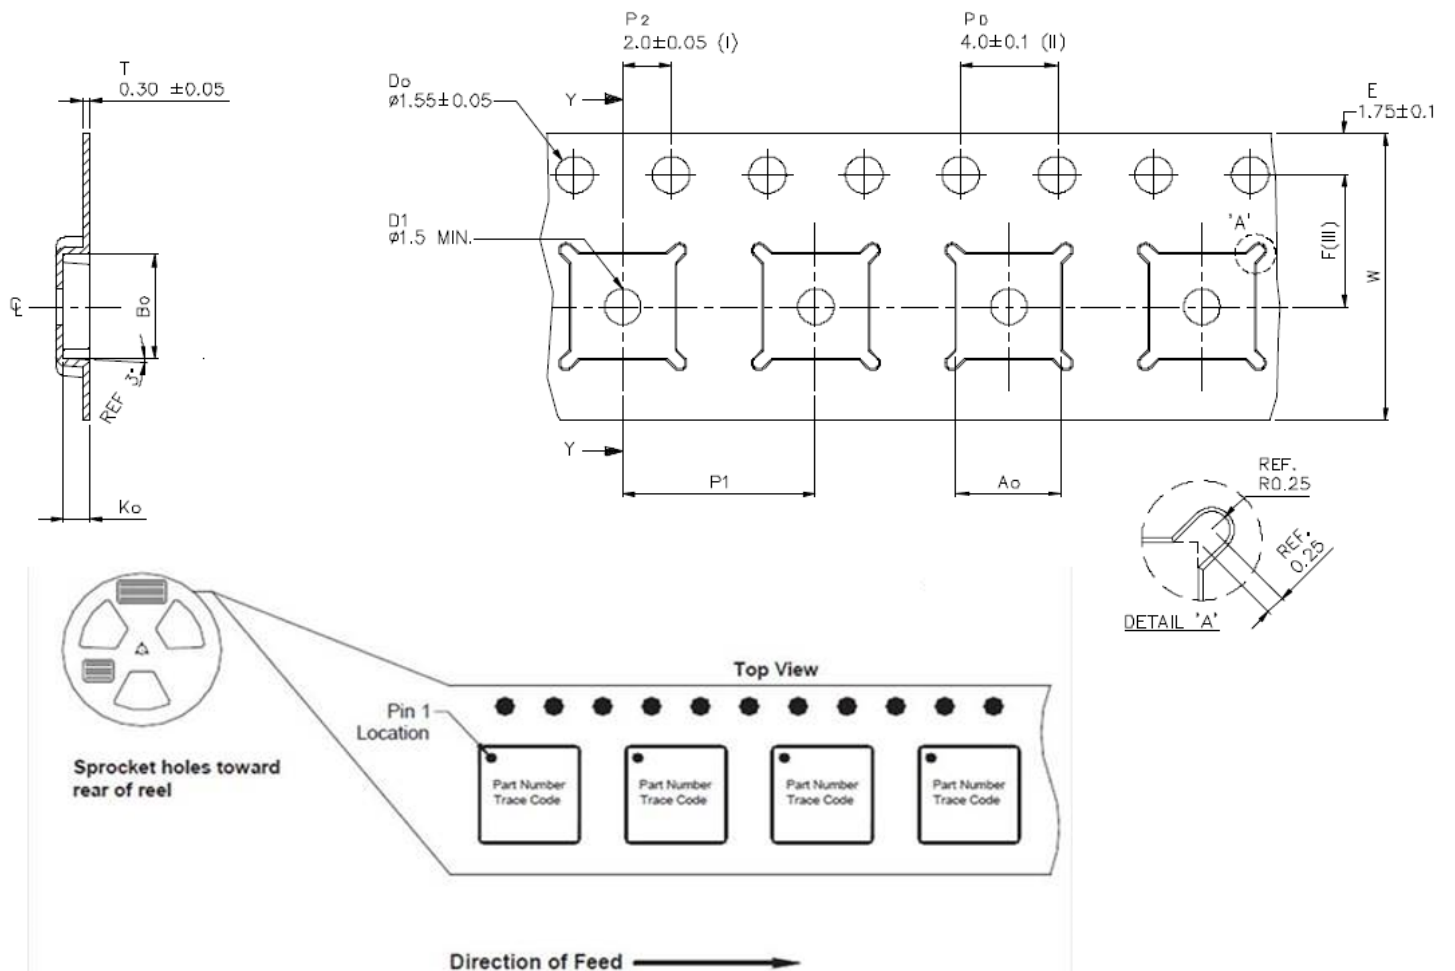 P2
2.0±0.05 (I)
P0
4.0±0.1 (II)
T
0.30 ±0.05
Do
ø1.55±0.05
Y
E
1.75±0.1
D1
ø1.5 MIN.
'A'
F(III)
W
℄
Bo
REF 3°
Y
P1
Ao
Ko
REF.
R0.25
REF.
0.25
DETAIL 'A'
Top View
Pin 1
Location
Sprocket holes toward
rear of reel
Part Number
Trace Code
Part Number
Trace Code
Part Number
Trace Code
Part Number
Trace Code
Direction of Feed